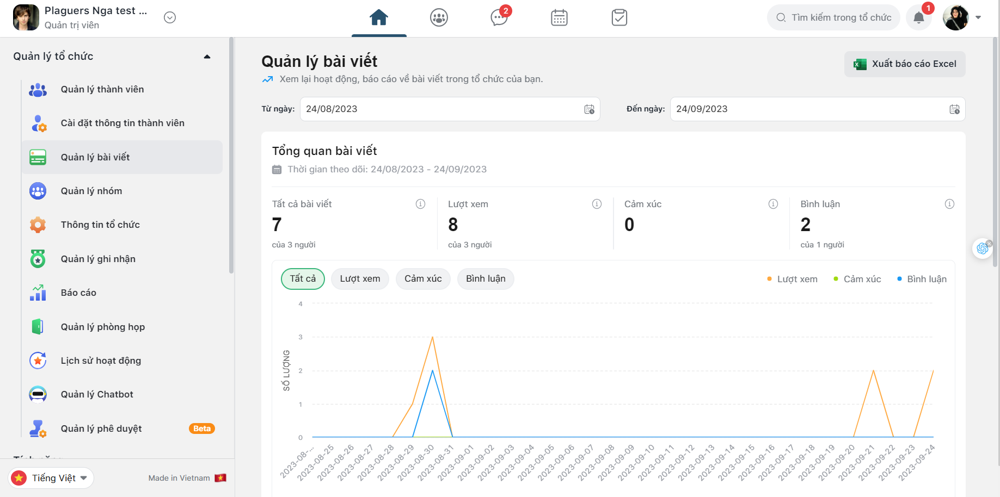 Plaguers Nga test ...
Quản trị viên
2
Tìm kiếm trong tổ chức
1
Quản lý tổ chức
Quản lý thành viên
Cài đặt thông tin thành viên
Quản lý bài viết
Quản lý nhóm
Thông tin tổ chức
Quản lý ghi nhận
Báo cáo
Quản lý phòng họp
Lịch sử hoạt động
Quản lý Chatbot
Quản lý phê duyệt Beta
Tiếng Việt
Made in Vietnam
Quản lý bài viết
Xem lại hoạt động, báo cáo về bài viết trong tổ chức của bạn.
Xuất báo cáo Excel
Từ ngày: 24/08/2023
Đến ngày: 24/09/2023
Tổng quan bài viết
Thời gian theo dõi: 24/08/2023 - 24/09/2023
Tất cả bài viết
7
của 3 người
Lượt xem
8
của 3 người
Cảm xúc
0
Bình luận
2
của 1 người
Tất cả Lượt xem Cảm xúc Bình luận
Lượt xem Cảm xúc Bình luận
SỐ LƯỢNG
4
3
2
1
0
2023-08-...
2023-08-25
2023-08-26
2023-08-27
2023-08-28
2023-08-29
2023-08-30
2023-08-31
2023-09-01
2023-09-02
2023-09-03
2023-09-04
2023-09-05
2023-09-06
2023-09-07
2023-09-08
2023-09-09
2023-09-10
2023-09-11
2023-09-12
2023-09-13
2023-09-14
2023-09-15
2023-09-16
2023-09-17
2023-09-18
2023-09-19
2023-09-20
2023-09-21
2023-09-22
2023-09-23
2023-09-24